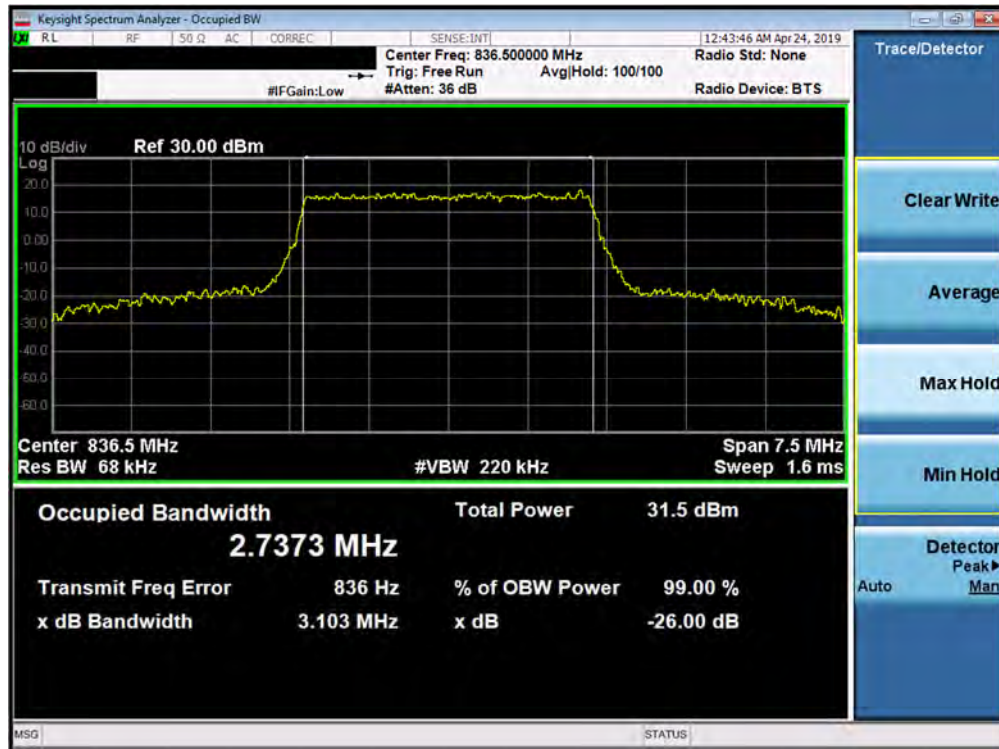 Keysight Spectrum Analyzer - Occupied BW
RL RF 50 Ω AC CORREC SENSE:INT 12:43:46 AM Apr 24, 2019
Center Freq: 836.500000 MHz Radio Std: None
Trig: Free Run Avg|Hold: 100/100
#IFGain:Low #Atten: 36 dB Radio Device: BTS
Trace/Detector
10 dB/div Ref 30.00 dBm
Log
20.0
10.0
0.00
-10.0
-20.0
-30.0
-40.0
-50.0
-60.0
Center 836.5 MHz Span 7.5 MHz
Res BW 68 kHz #VBW 220 kHz Sweep 1.6 ms
Occupied Bandwidth Total Power 31.5 dBm
2.7373 MHz
Transmit Freq Error 836 Hz % of OBW Power 99.00 %
x dB Bandwidth 3.103 MHz x dB -26.00 dB
Clear Write
Average
Max Hold
Min Hold
Detector
Peak
Auto Man
MSG STATUS